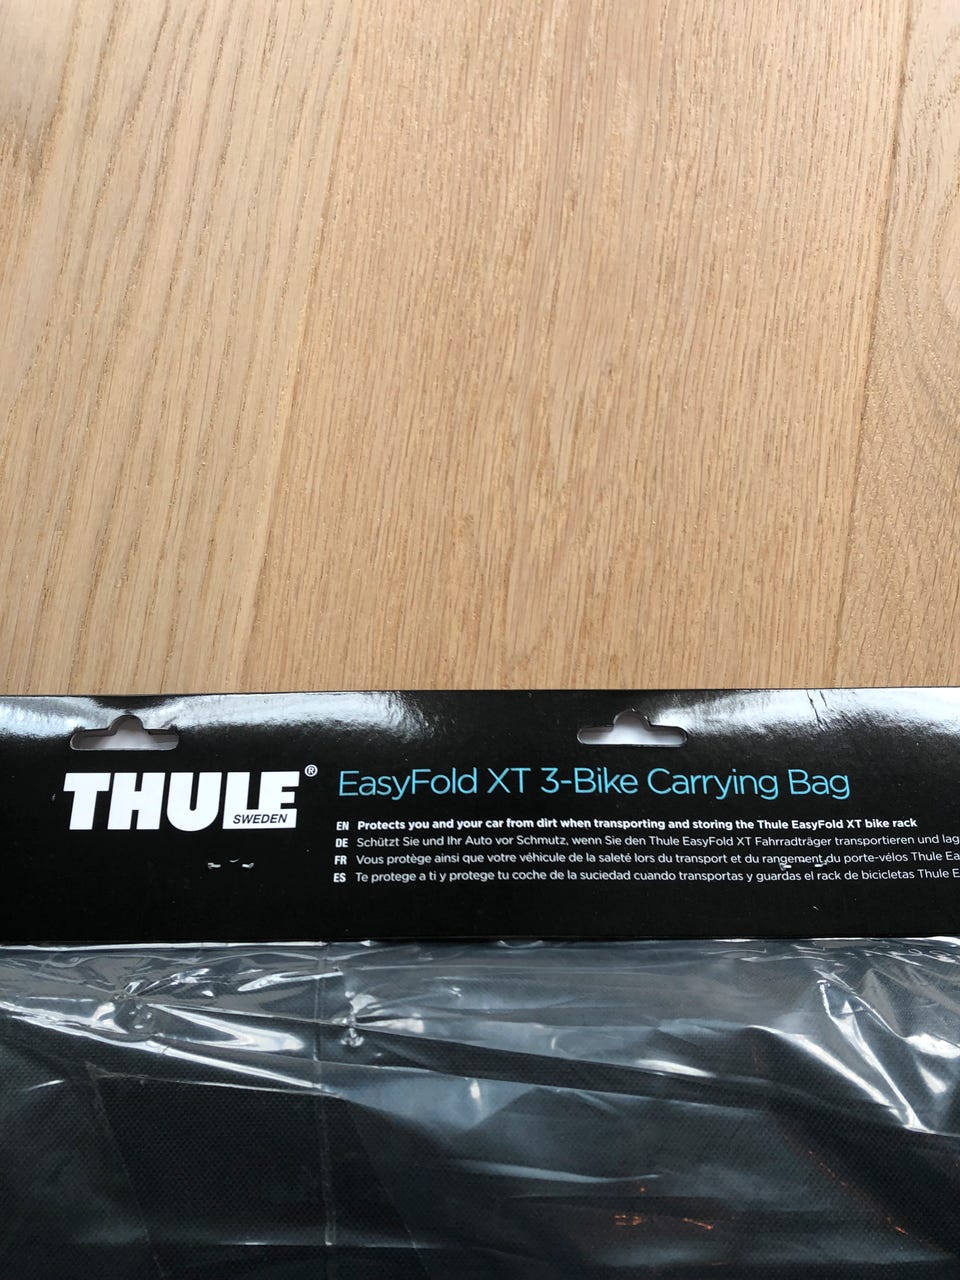 THULE®
SWEDEN
EasyFold XT 3-Bike Carrying Bag
EN Protects you and your car from dirt when transporting and storing the Thule EasyFold XT bike rack
DE Schützt Sie und Ihr Auto vor Schmutz, wenn Sie den Thule EasyFold XT Fahrradträger transportieren und lag
FR Vous protège ainsi que votre véhicule de la saleté lors du transport et du rangement du porte-vélos Thule Ea
ES Te protege a ti y protege tu coche de la suciedad cuando transportas y guardas el rack de bicicletas Thule E